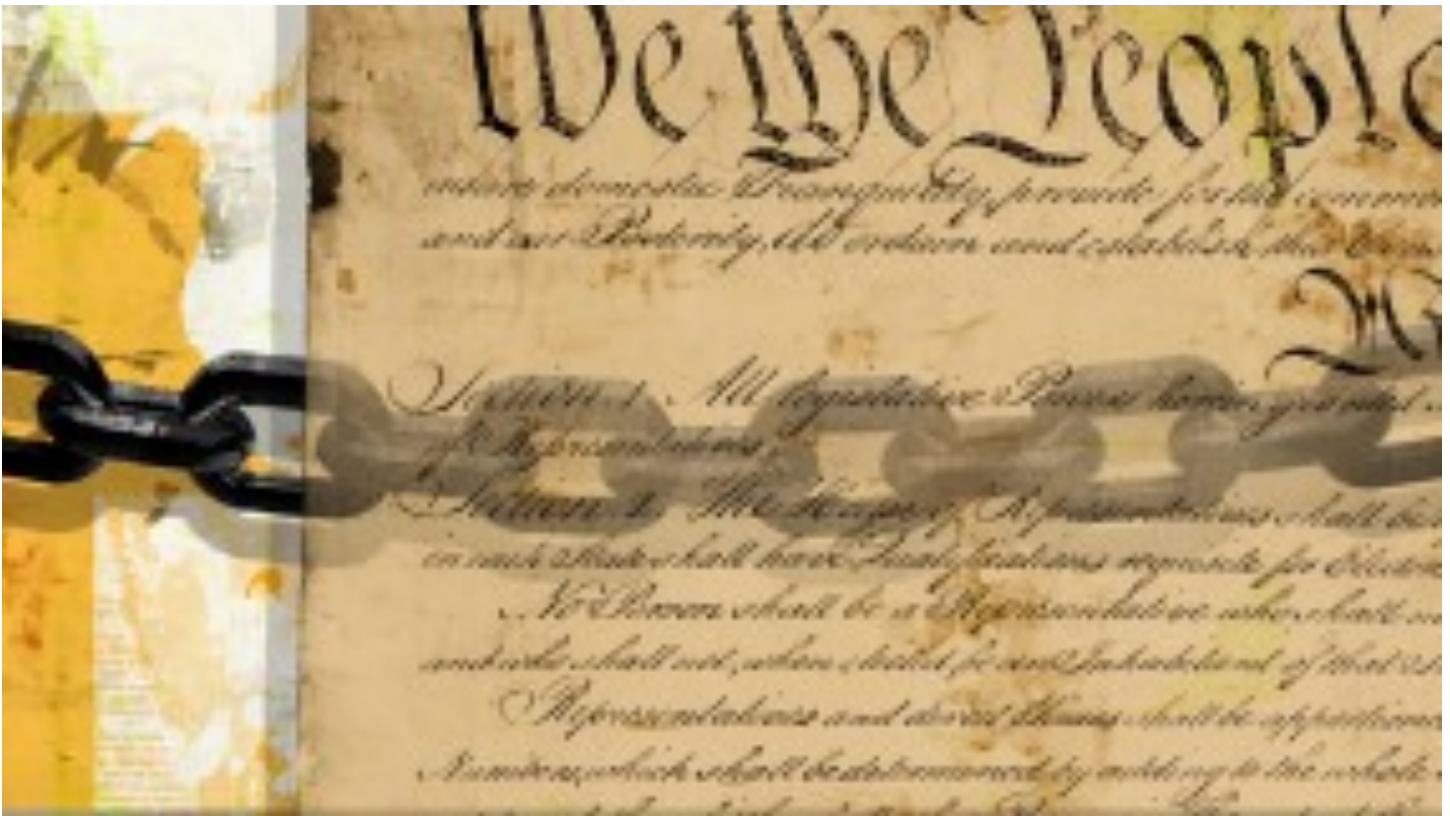 We the People
insure domestic Tranquility, provide for the common
and our Posterity, do ordain and establish this
Section. 1. All legislative Powers herein granted
of Representatives.
Section. 2. The House of Representatives shall be
in each State shall have Qualifications requisite for Electors
No Person shall be a Representative who shall not
and who shall not, when elected, be an Inhabitant of that
Representatives and direct Taxes shall be apportioned
Numbers, which shall be determined by adding to the whole